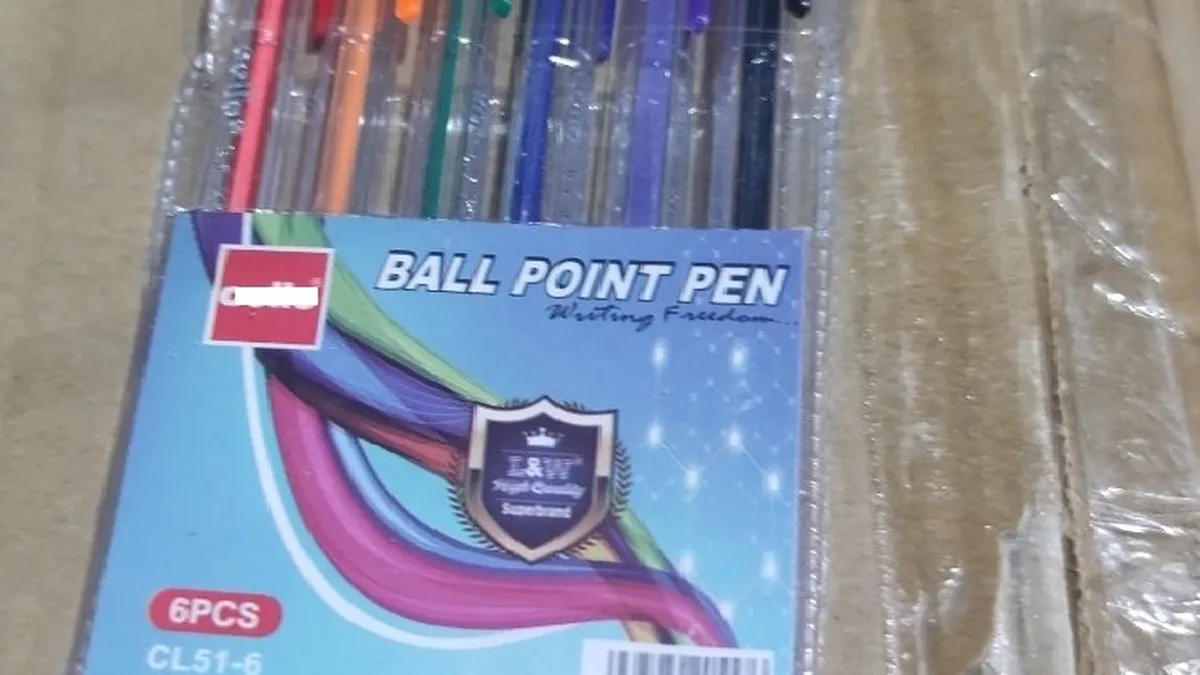 BALL POINT PEN
Writing Freedom...
L&W
High Quality
Superbrand
6PCS
CL51-6